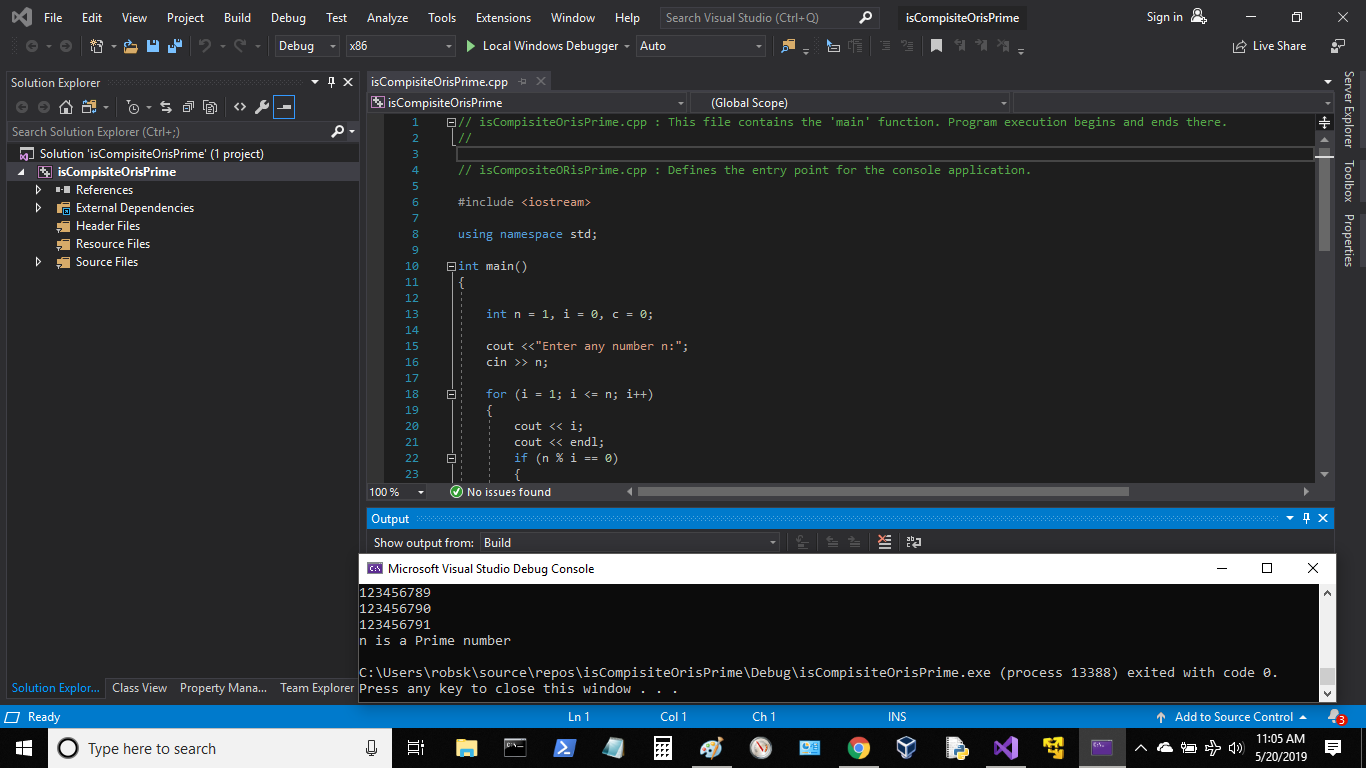 File Edit View Project Build Debug Test Analyze Tools Extensions Window Help Search Visual Studio (Ctrl+Q) isCompisiteOrisPrime Sign in
Debug x86 Local Windows Debugger Auto Live Share
Solution Explorer
Search Solution Explorer (Ctrl+;)
Solution 'isCompisiteOrisPrime' (1 project)
isCompisiteOrisPrime
References
External Dependencies
Header Files
Resource Files
Source Files
Solution Explor... Class View Property Mana... Team Explorer
isCompisiteOrisPrime.cpp
isCompisiteOrisPrime (Global Scope)
1 // isCompisiteOrisPrime.cpp : This file contains the 'main' function. Program execution begins and ends there.
2 //
3
4 // isCompositeORisPrime.cpp : Defines the entry point for the console application.
5
6 #include <iostream>
7
8 using namespace std;
9
10 int main()
11 {
12
13 int n = 1, i = 0, c = 0;
14
15 cout <<"Enter any number n:";
16 cin >> n;
17
18 for (i = 1; i <= n; i++)
19 {
20 cout << i;
21 cout << endl;
22 if (n % i == 0)
23 {
100 % No issues found
Server Explorer
Toolbox
Properties
Output
Show output from: Build
Microsoft Visual Studio Debug Console
123456789
123456790
123456791
n is a Prime number
C:\Users\robsk\source\repos\isCompisiteOrisPrime\Debug\isCompisiteOrisPrime.exe (process 13388) exited with code 0.
Press any key to close this window . . .
Ready Ln 1 Col 1 Ch 1 INS Add to Source Control 3
Type here to search
11:05 AM
5/20/2019